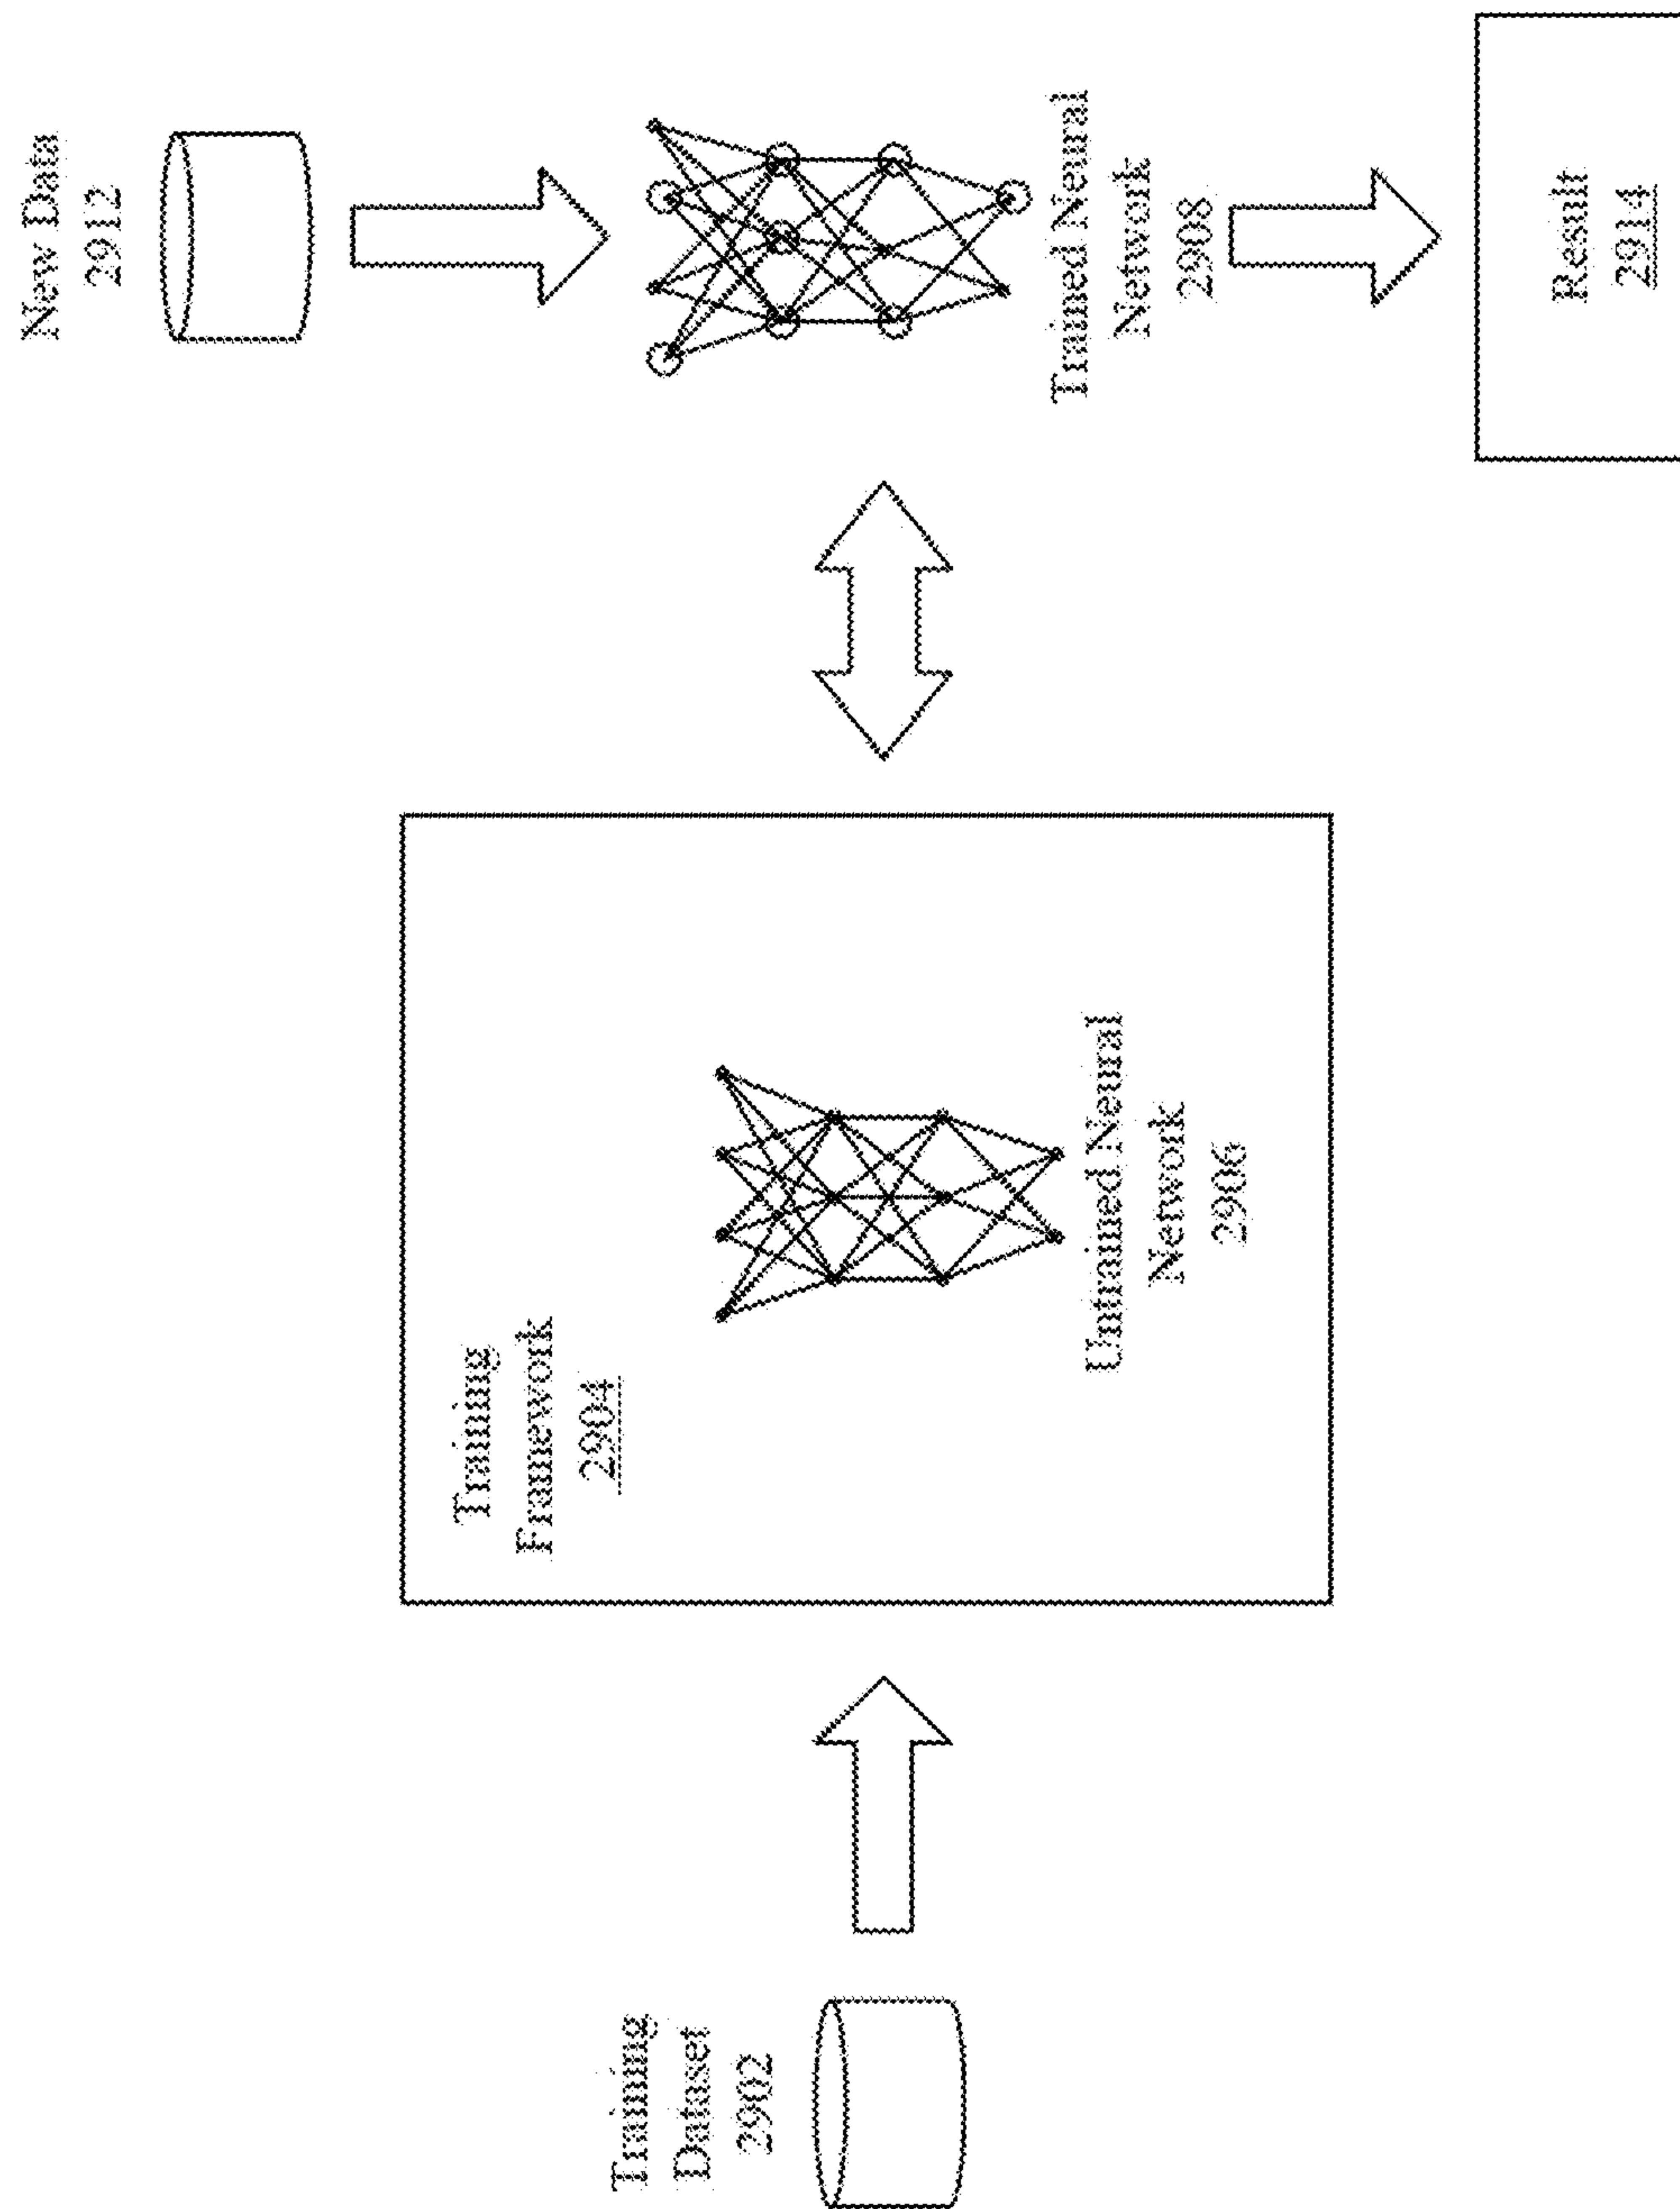 Training
Dataset
2902
Training
Framework
2904
Untrained Neural
Network
2906
New Data
2912
Trained Neural
Network
2908
Result
2914